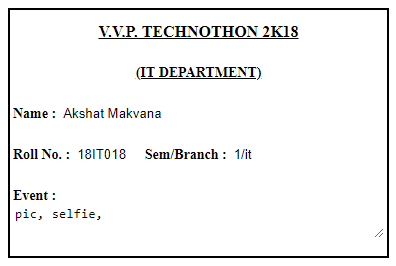 V.V.P. TECHNOTHON 2K18
(IT DEPARTMENT)
Name : Akshat Makvana
Roll No. : 18IT018 Sem/Branch : 1/it
Event :
pic, selfie,